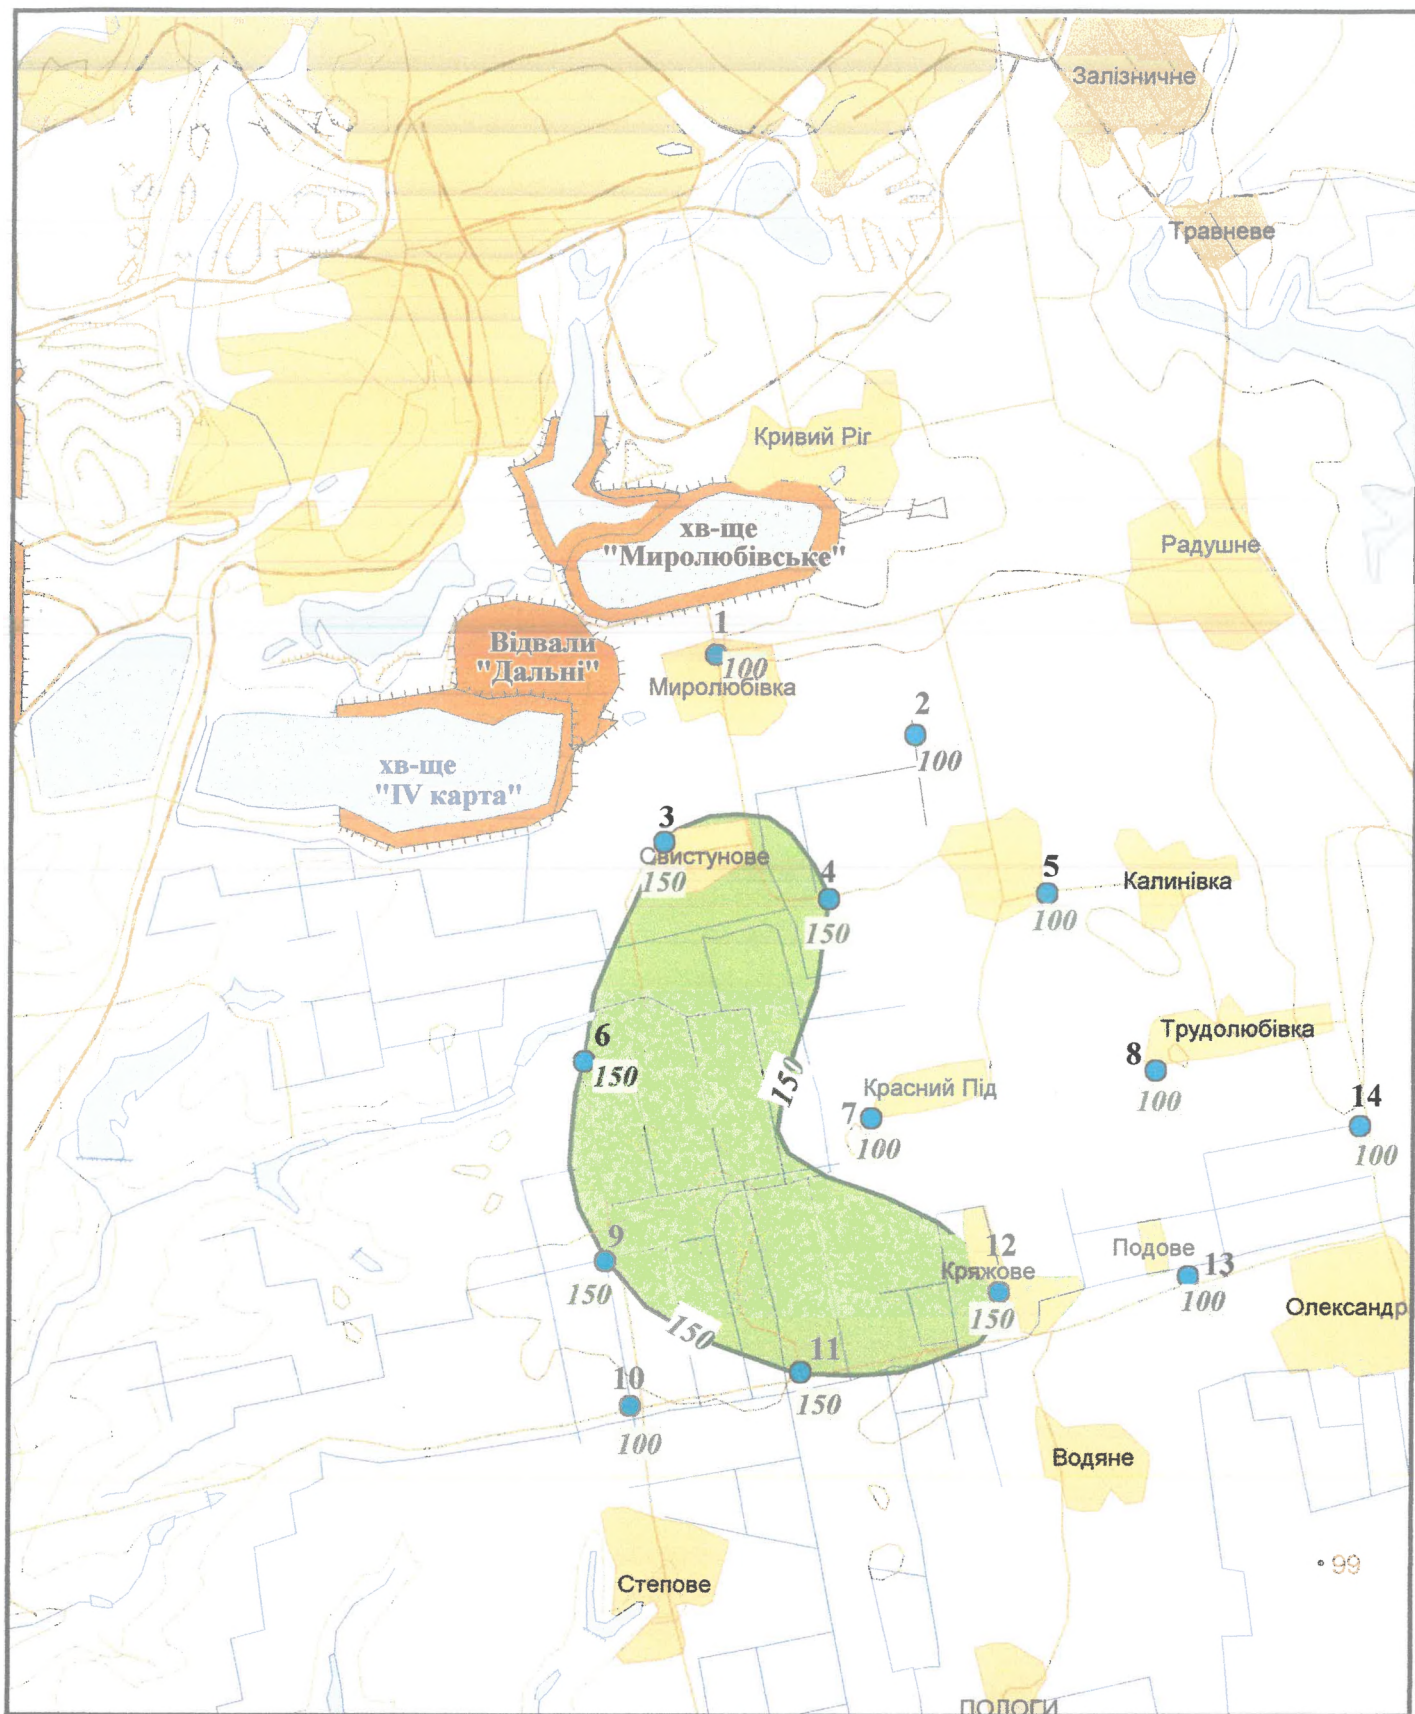 Залізничне
Травневе
Кривий Ріг
хв-ще
"Миролюбівське"
Радушне
1
100
Відвали
"Дальні"
Миролюбівка
2
100
хв-ще
"IV карта"
3
Свистунове
150
4
150
5
100
Калинівка
6
150
150
Трудолюбівка
8
100
Красний Під
7
100
14
100
9
150
12
Кряжове
150
Подове
13
100
Олександр
150
11
150
10
100
Водяне
99
Степове
ПОЛОГИ